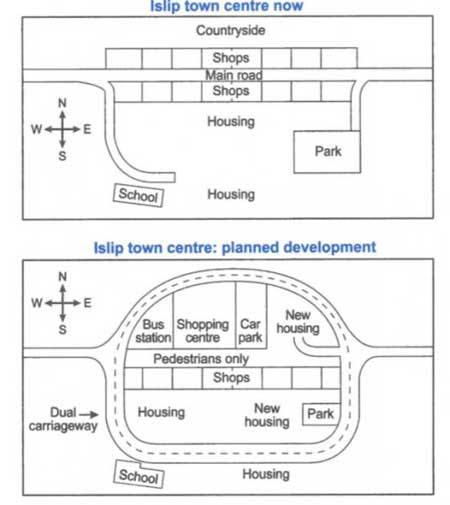 Islip town centre now
Countryside
Shops
Main road
Shops
N
W E
S
Housing
Park
School
Housing
Islip town centre: planned development
N
W E
S
Bus
station
Shopping
centre
Car
park
New
housing
Pedestrians only
Shops
Dual
carriageway
Housing
New
housing
Park
School
Housing